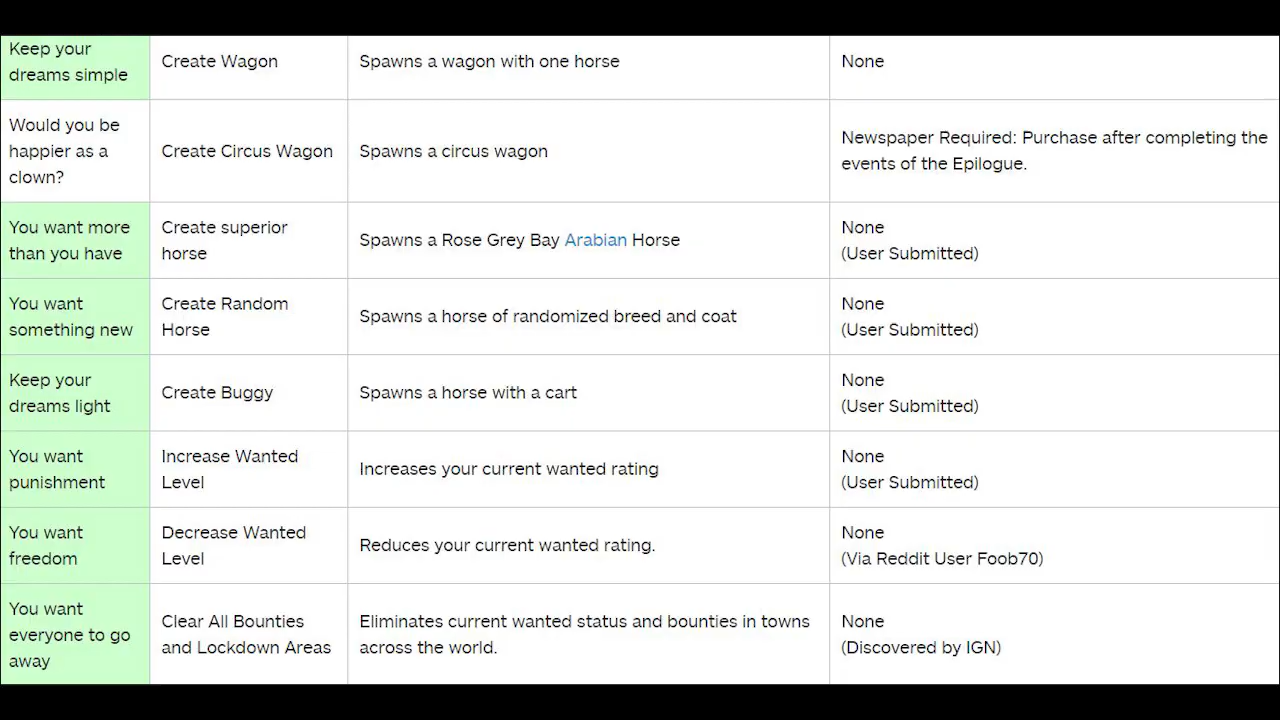 Keep your
dreams simple
Create Wagon
Spawns a wagon with one horse
None
Would you be
happier as a
clown?
Create Circus Wagon
Spawns a circus wagon
Newspaper Required: Purchase after completing the
events of the Epilogue.
You want more
than you have
Create superior
horse
Spawns a Rose Grey Bay Arabian Horse
None
(User Submitted)
You want
something new
Create Random
Horse
Spawns a horse of randomized breed and coat
None
(User Submitted)
Keep your
dreams light
Create Buggy
Spawns a horse with a cart
None
(User Submitted)
You want
punishment
Increase Wanted
Level
Increases your current wanted rating
None
(User Submitted)
You want
freedom
Decrease Wanted
Level
Reduces your current wanted rating.
None
(Via Reddit User Foob70)
You want
everyone to go
away
Clear All Bounties
and Lockdown Areas
Eliminates current wanted status and bounties in towns
across the world.
None
(Discovered by IGN)